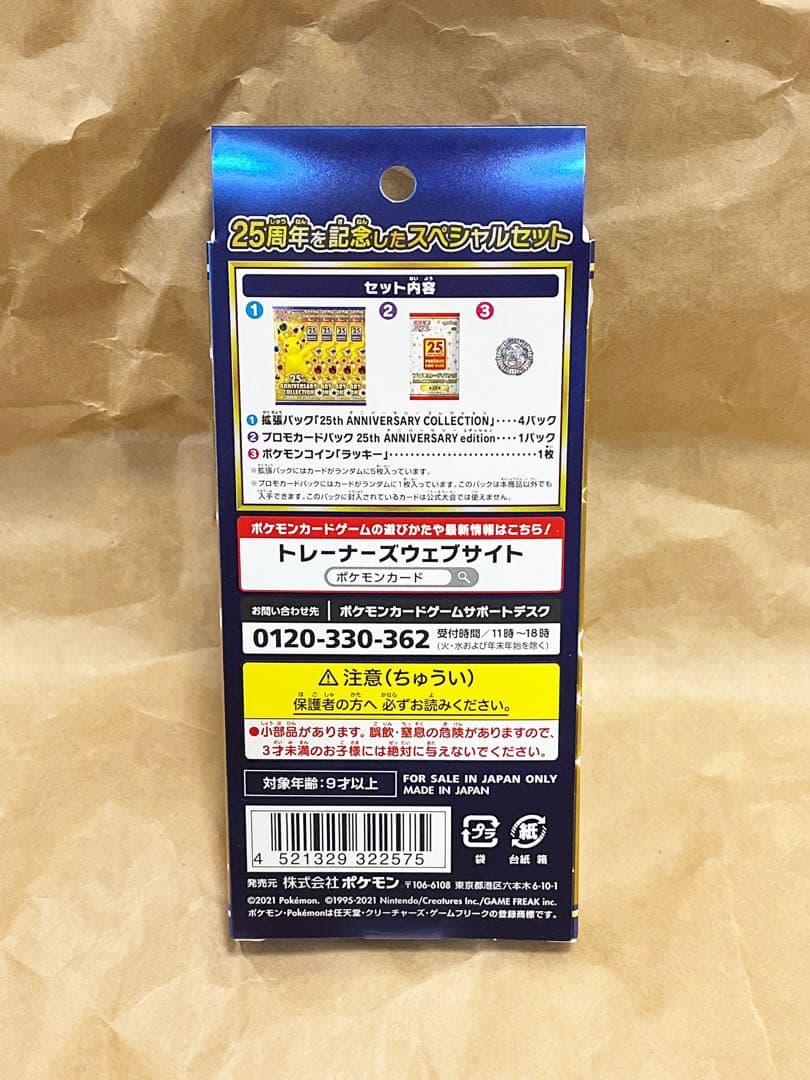 25周年を記念したスペシャルセット
セット内容
1 2 3
25th
ANNIVERSARY
COLLECTION
25
1 拡張パック「25th ANNIVERSARY COLLECTION」････4パック
2 プロモカードパック 25th ANNIVERSARY edition････1パック
3 ポケモンコイン「ラッキー」･････････････････････････1枚
※拡張パックにはカードがランダムに5枚入っています。
※プロモカードパックにはカードがランダムに1枚入っています。このパックは本商品以外でも
入手できます。このパックに封入されているカードは公式大会では使えません。
ポケモンカードゲームの遊びかたや最新情報はこちら!
トレーナーズウェブサイト
ポケモンカード
お問い合わせ先 ポケモンカードゲームサポートデスク
0120-330-362 受付時間/11時~18時
(火・水および年末年始を除く)
⚠注意(ちゅうい)
保護者の方へ 必ずお読みください。
●小部品があります。誤飲・窒息の危険がありますので、
3才未満のお子様には絶対に与えないでください。
対象年齢:9才以上 FOR SALE IN JAPAN ONLY
MADE IN JAPAN
4 521329 322575
プラ 紙
袋 台紙 箱
発売元 株式会社ポケモン 〒106-6108 東京都港区六本木6-10-1
©2021 Pokémon. ©1995-2021 Nintendo/Creatures Inc./GAME FREAK inc.
ポケモン・Pokémonは任天堂・クリーチャーズ・ゲームフリークの登録商標です。